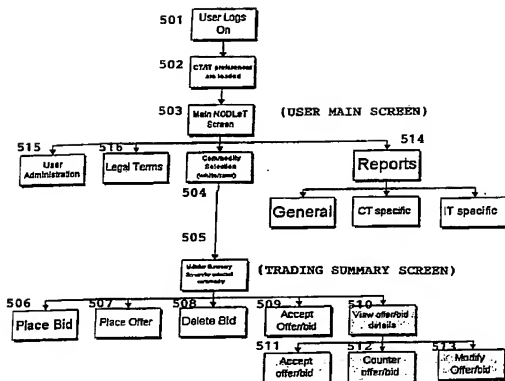 501
User Logs
On
502
CT/IT preferences
are loaded
503
Main NODLeT
Screen
(USER MAIN SCREEN)
515
User
Administration
516
Legal Terms
Commodity
Selection
504
514
Reports
General
CT specific
IT specific
505
Summary
(TRADING SUMMARY SCREEN)
506
Place Bid
507
Place Offer
508
Delete Bid
509
Accept
Offer/bid
510
View offer/bid
details
511
Accept
offer/bid
512
Counter
offer/bid
513
Modify
Offer/bid